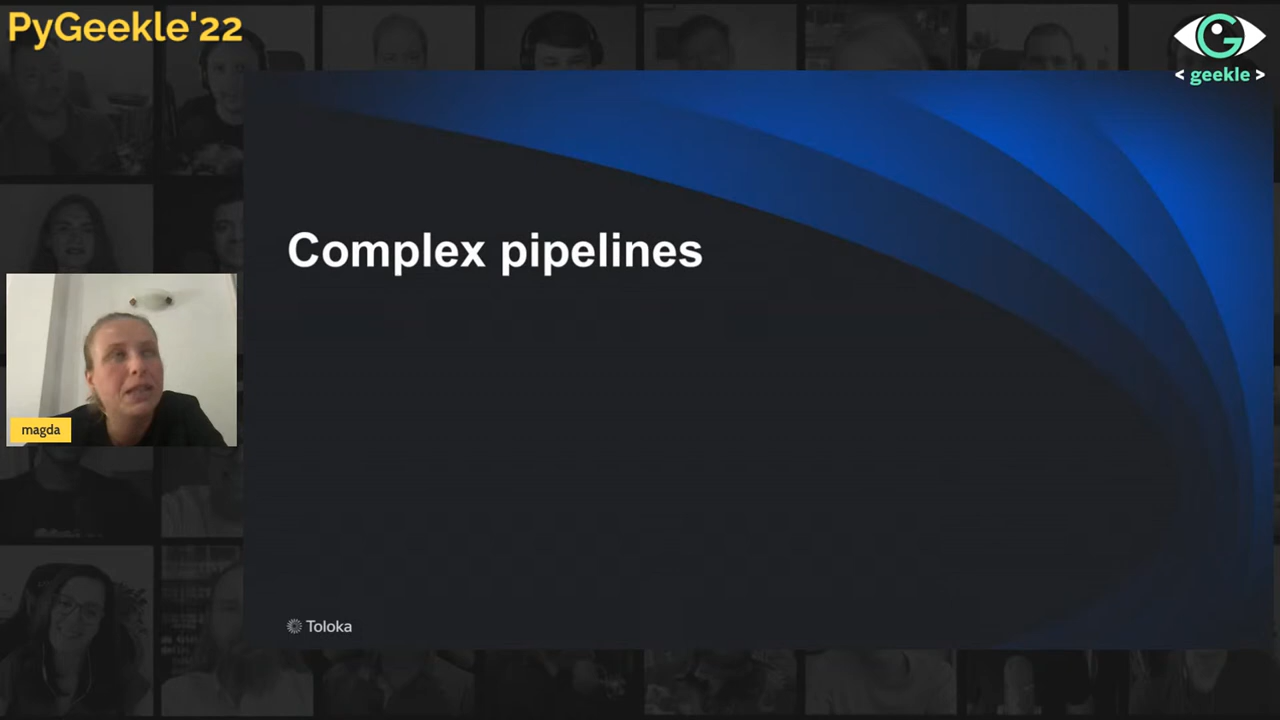 PyGeekle'22
< geekle >
Complex pipelines
magda
Toloka